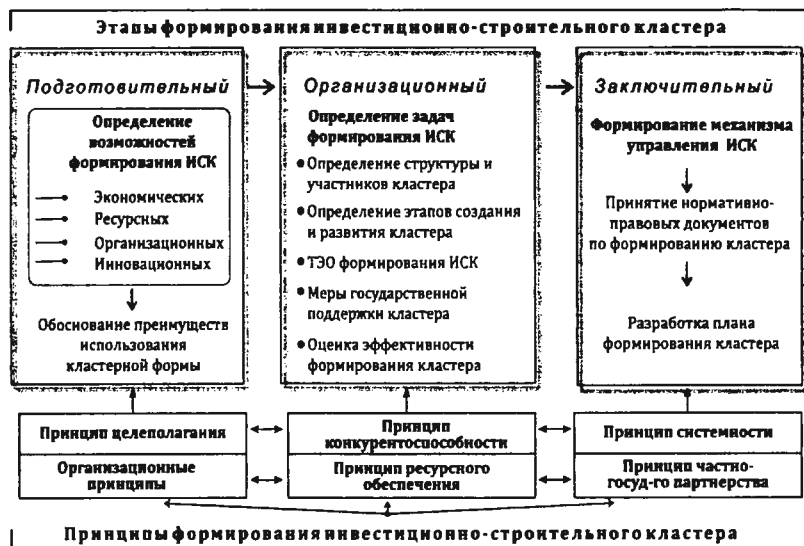 Этапы формирования инвестиционно-строительного кластера
Подготовительный
Определение
возможностей
формирования ИСК
Экономических
Ресурсных
Организационных
Инновационных
Обоснование преимуществ
использования
кластерной формы
Организационный
Определение задач
формирования ИСК
• Определение структуры и
участников кластера
• Определение этапов создания
и развития кластера
• ТЭО формирования ИСК
• Меры государственной
поддержки кластера
• Оценка эффективности
формирования кластера
Заключительный
Формирование механизма
управления ИСК
Принятие нормативно-
правовых документов
по формированию кластера
Разработка плана
формирования кластера
Принцип целеполагания
Принцип
конкурентоспособности
Принцип системности
Организационные
принципы
Принцип ресурсного
обеспечения
Принцип частно-
госуд-го партнерства
Принципы формирования инвестиционно-строительного кластера